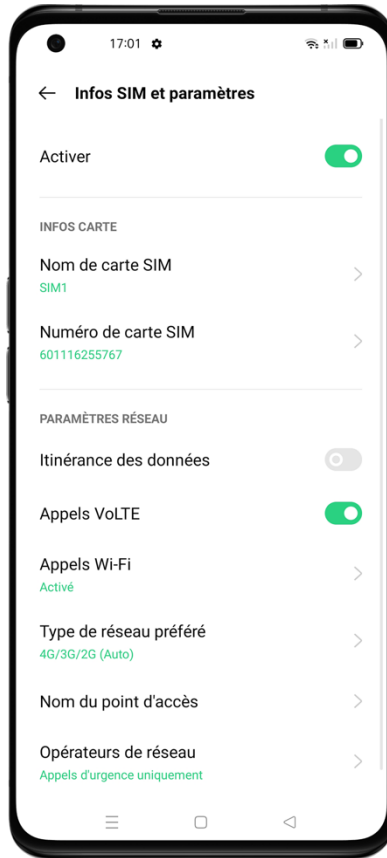 17:01
Infos SIM et paramètres
Activer
INFOS CARTE
Nom de carte SIM
SIM1
Numéro de carte SIM
601116255767
PARAMÈTRES RÉSEAU
Itinérance des données
Appels VoLTE
Appels Wi-Fi
Activé
Type de réseau préféré
4G/3G/2G (Auto)
Nom du point d'accès
Opérateurs de réseau
Appels d'urgence uniquement